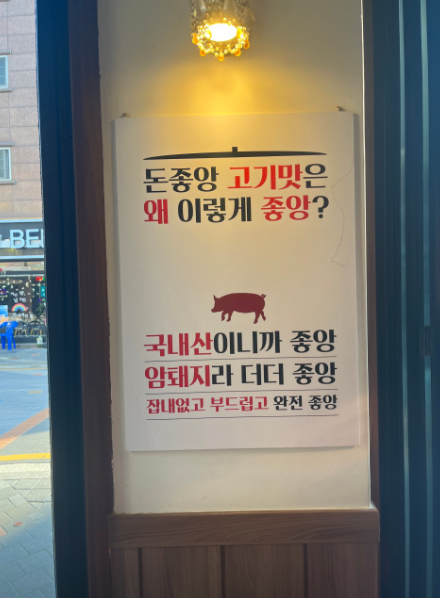 돈좋앙 고기맛은
왜 이렇게 좋앙?
국내산이니까 좋앙
암퇘지라 더더 좋앙
잡내없고 부드럽고 완전 좋앙